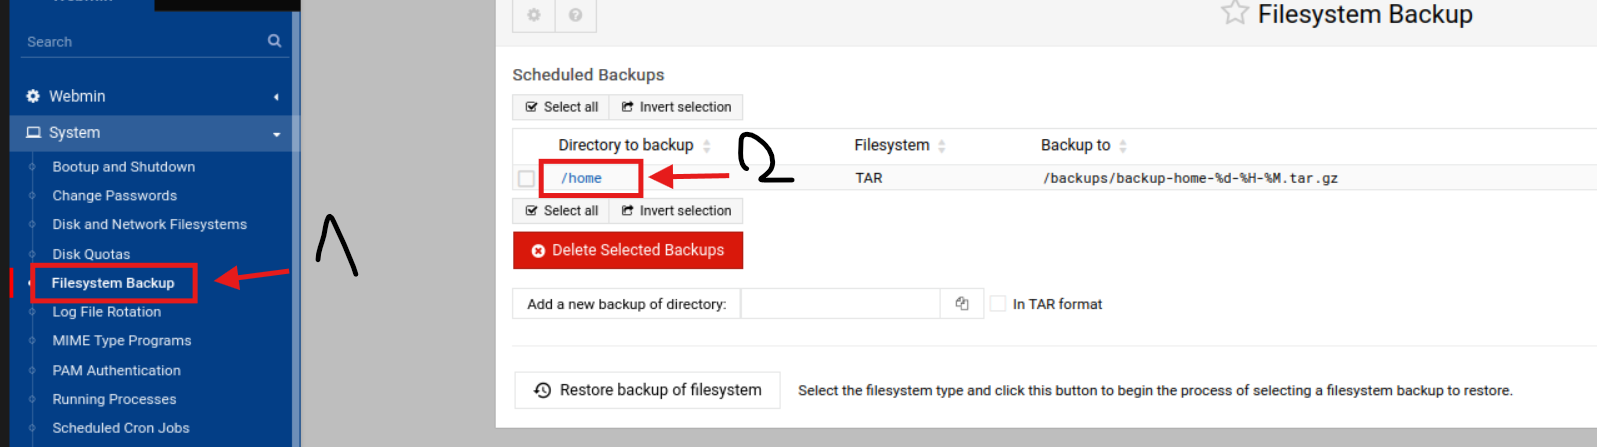 Search
Webmin
System
Bootup and Shutdown
Change Passwords
Disk and Network Filesystems
Disk Quotas
Filesystem Backup
Log File Rotation
MIME Type Programs
PAM Authentication
Running Processes
Scheduled Cron Jobs
1
Filesystem Backup
Scheduled Backups
Select all Invert selection
Directory to backup Filesystem Backup to
2
/home TAR /backups/backup-home-%d-%H-%M.tar.gz
Select all Invert selection
Delete Selected Backups
Add a new backup of directory: In TAR format
Restore backup of filesystem Select the filesystem type and click this button to begin the process of selecting a filesystem backup to restore.